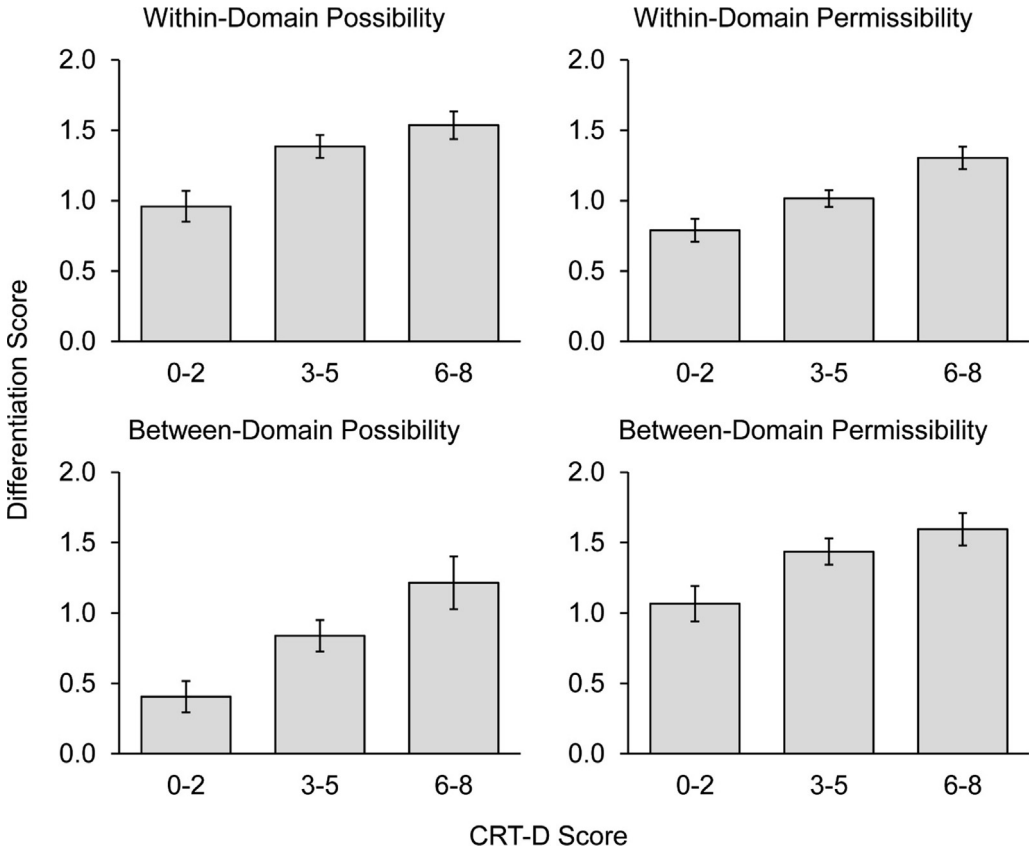 Within-Domain Possibility
2.0
1.5
1.0
0.5
0.0
0-2 3-5 6-8
Within-Domain Permissibility
2.0
1.5
1.0
0.5
0.0
0-2 3-5 6-8
Differentiation Score
Between-Domain Possibility
2.0
1.5
1.0
0.5
0.0
0-2 3-5 6-8
Between-Domain Permissibility
2.0
1.5
1.0
0.5
0.0
0-2 3-5 6-8
CRT-D Score